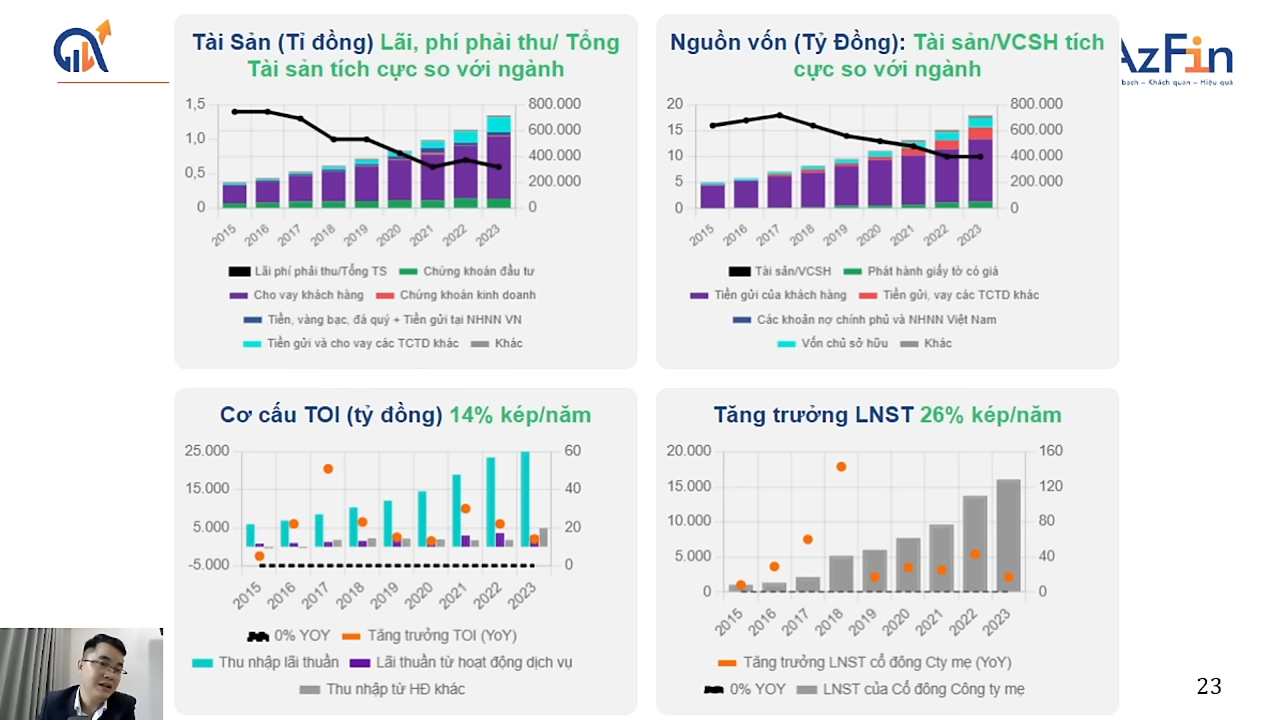 Tài Sản (Tỉ đồng) Lãi, phí phải thu/ Tổng
Tài sản tích cực so với ngành
1,5
1,0
0,5
0
800.000
600.000
400.000
200.000
0
2015
2016
2017
2018
2019
2020
2021
2022
2023
Lãi phí phải thu/Tổng TS
Chứng khoán đầu tư
Cho vay khách hàng
Chứng khoán kinh doanh
Tiền, vàng bạc, đá quý + Tiền gửi tại NHNN VN
Tiền gửi và cho vay các TCTD khác
Khác
Nguồn vốn (Tỷ Đồng): Tài sản/VCSH tích
cực so với ngành
20
15
10
5
0
800.000
600.000
400.000
200.000
0
2015
2016
2017
2018
2019
2020
2021
2022
2023
Tài sản/VCSH
Phát hành giấy tờ có giá
Tiền gửi của khách hàng
Tiền gửi, vay các TCTD khác
Các khoản nợ chính phủ và NHNN Việt Nam
Vốn chủ sở hữu
Khác
AzFin
bạch – Khách quan – Hiệu quả
Cơ cấu TOI (tỷ đồng) 14% kép/năm
25.000
15.000
5.000
-5.000
60
40
20
0
2015
2016
2017
2018
2019
2020
2021
2022
2023
0% YOY
Tăng trưởng TOI (YoY)
Thu nhập lãi thuần
Lãi thuần từ hoạt động dịch vụ
Thu nhập từ HĐ khác
Tăng trưởng LNST 26% kép/năm
20.000
15.000
10.000
5.000
0
160
120
80
40
0
2015
2016
2017
2018
2019
2020
2021
2022
2023
Tăng trưởng LNST cổ đông Cty mẹ (YoY)
0% YOY
LNST của Cổ đông Công ty mẹ
23